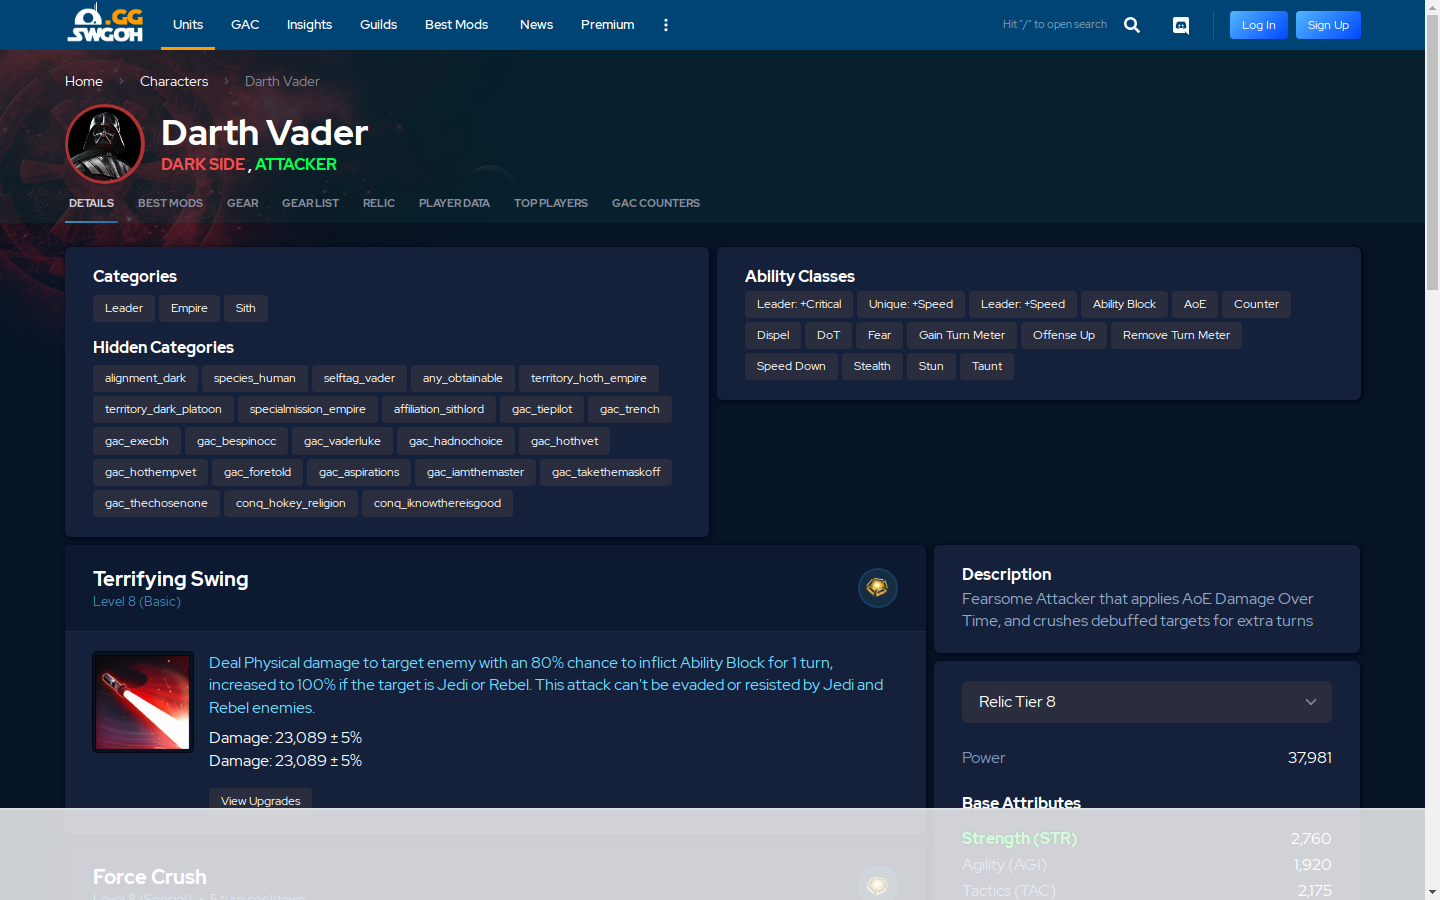 .GG
SWGOH
Units
GAC
Insights
Guilds
Best Mods
News
Premium
Hit "/" to open search
Log In
Sign Up
Home
Characters
Darth Vader
Darth Vader
DARK SIDE , ATTACKER
DETAILS
BEST MODS
GEAR
GEAR LIST
RELIC
PLAYER DATA
TOP PLAYERS
GAC COUNTERS
Categories
Leader
Empire
Sith
Hidden Categories
alignment_dark
species_human
selftag_vader
any_obtainable
territory_hoth_empire
territory_dark_platoon
specialmission_empire
affiliation_sithlord
gac_tiepilot
gac_trench
gac_execbh
gac_bespinocc
gac_vaderluke
gac_hadnochoice
gac_hothvet
gac_hothempvet
gac_foretold
gac_aspirations
gac_iamthemaster
gac_takethemaskoff
gac_thechosenone
conq_hokey_religion
conq_iknowthereisgood
Ability Classes
Leader: +Critical
Unique: +Speed
Leader: +Speed
Ability Block
AoE
Counter
Dispel
DoT
Fear
Gain Turn Meter
Offense Up
Remove Turn Meter
Speed Down
Stealth
Stun
Taunt
Terrifying Swing
Level 8 (Basic)
Deal Physical damage to target enemy with an 80% chance to inflict Ability Block for 1 turn,
increased to 100% if the target is Jedi or Rebel. This attack can't be evaded or resisted by Jedi and
Rebel enemies.
Damage: 23,089 ± 5%
Damage: 23,089 ± 5%
View Upgrades
Force Crush
Level 8 (Special) • 5 turn cooldown
Description
Fearsome Attacker that applies AoE Damage Over
Time, and crushes debuffed targets for extra turns
Relic Tier 8
Power 37,981
Base Attributes
Strength (STR) 2,760
Agility (AGI) 1,920
Tactics (TAC) 2,175